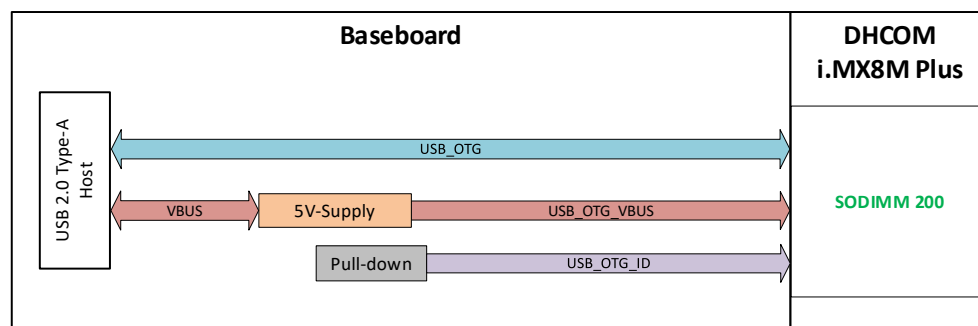 Baseboard
DHCOM
i.MX8M Plus
USB 2.0 Type-A
Host
USB_OTG
VBUS
5V-Supply
USB_OTG_VBUS
SODIMM 200
Pull-down
USB_OTG_ID